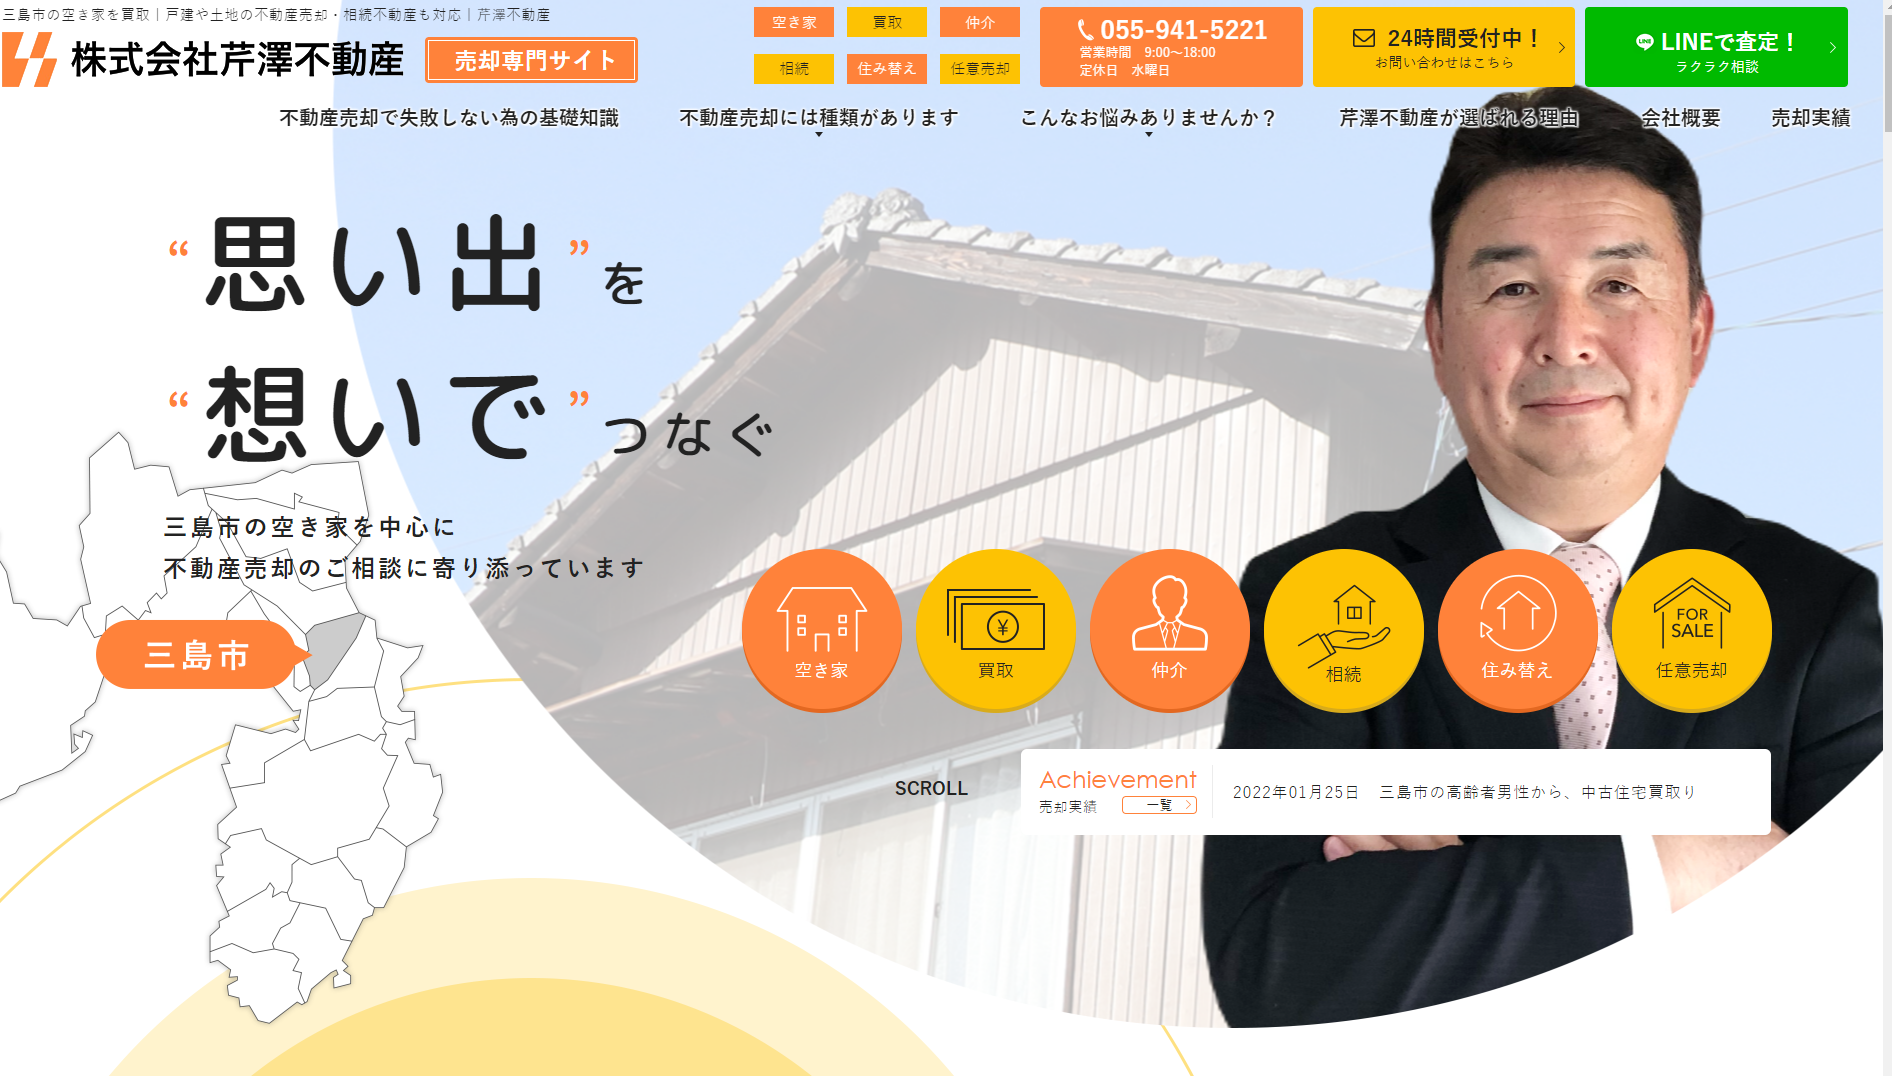 三島市の空き家を買取｜戸建や土地の不動産売却・相続不動産も対応｜芹澤不動産
株式会社芹澤不動産
売却専門サイト
空き家
買取
仲介
相続
住み替え
任意売却
055-941-5221
営業時間　9:00～18:00
定休日　水曜日
24時間受付中！
お問い合わせはこちら
LINE
LINEで査定！
ラクラク相談
不動産売却で失敗しない為の基礎知識
不動産売却には種類があります
こんなお悩みありませんか？
芹澤不動産が選ばれる理由
会社概要
売却実績
“思い出”を
“想いで”つなぐ
三島市の空き家を中心に
不動産売却のご相談に寄り添っています
三島市
空き家
¥
買取
仲介
相続
住み替え
FOR
SALE
任意売却
SCROLL
Achievement
売却実績
一覧
2022年01月25日　三島市の高齢者男性から、中古住宅買取り